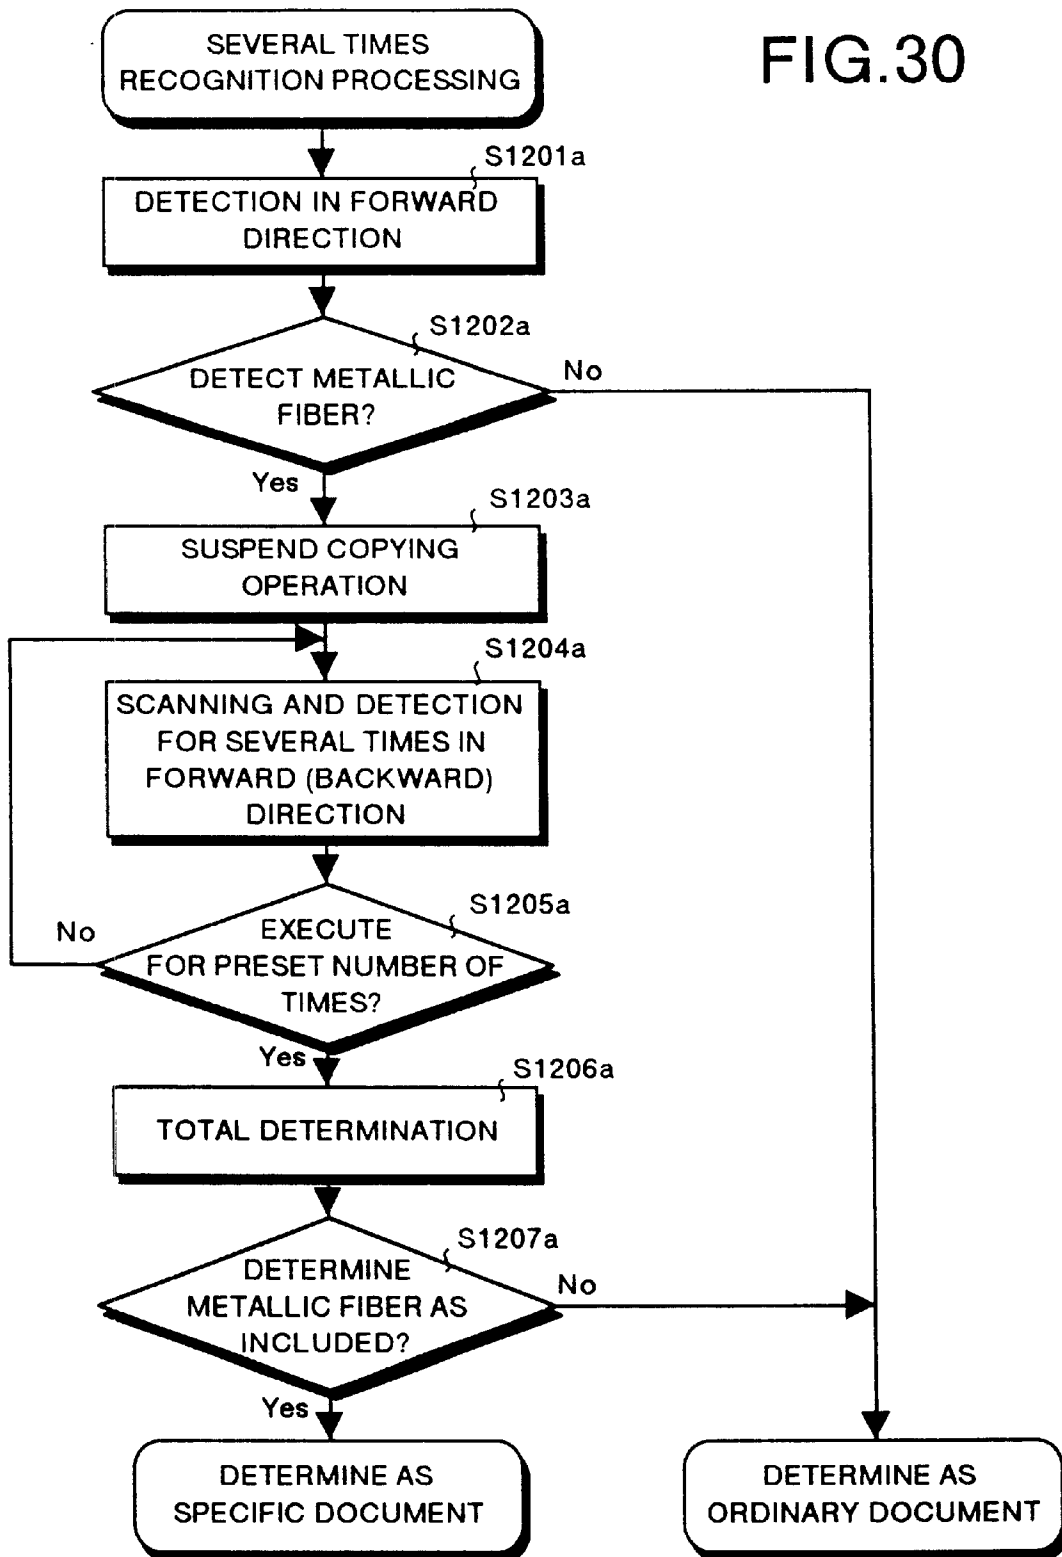 FIG.30
SEVERAL TIMES
RECOGNITION PROCESSING
S1201a
DETECTION IN FORWARD
DIRECTION
S1202a
DETECT METALLIC
FIBER?
No
Yes
S1203a
SUSPEND COPYING
OPERATION
S1204a
SCANNING AND DETECTION
FOR SEVERAL TIMES IN
FORWARD (BACKWARD)
DIRECTION
S1205a
EXECUTE
FOR PRESET NUMBER OF
TIMES?
No
Yes
S1206a
TOTAL DETERMINATION
S1207a
DETERMINE
METALLIC FIBER AS
INCLUDED?
No
Yes
DETERMINE AS
SPECIFIC DOCUMENT
DETERMINE AS
ORDINARY DOCUMENT